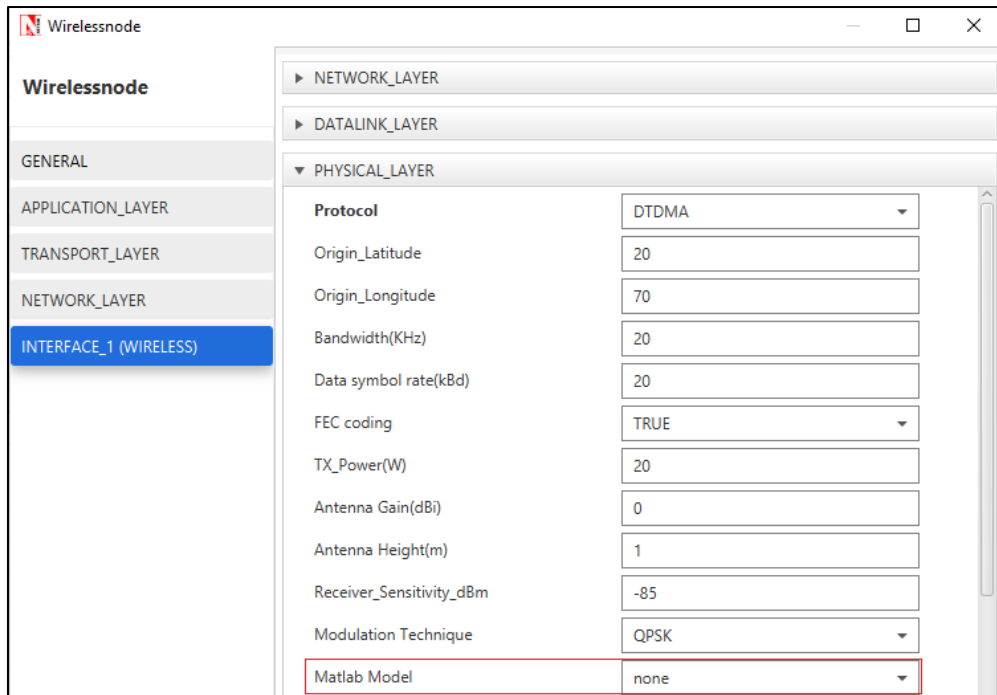 Wirelessnode
Wirelessnode
GENERAL
APPLICATION_LAYER
TRANSPORT_LAYER
NETWORK_LAYER
INTERFACE_1 (WIRELESS)
NETWORK_LAYER
DATALINK_LAYER
PHYSICAL_LAYER
Protocol DTDMA
Origin_Latitude 20
Origin_Longitude 70
Bandwidth(KHz) 20
Data symbol rate(kBd) 20
FEC coding TRUE
TX_Power(W) 20
Antenna Gain(dBi) 0
Antenna Height(m) 1
Receiver_Sensitivity_dBm -85
Modulation Technique QPSK
Matlab Model none